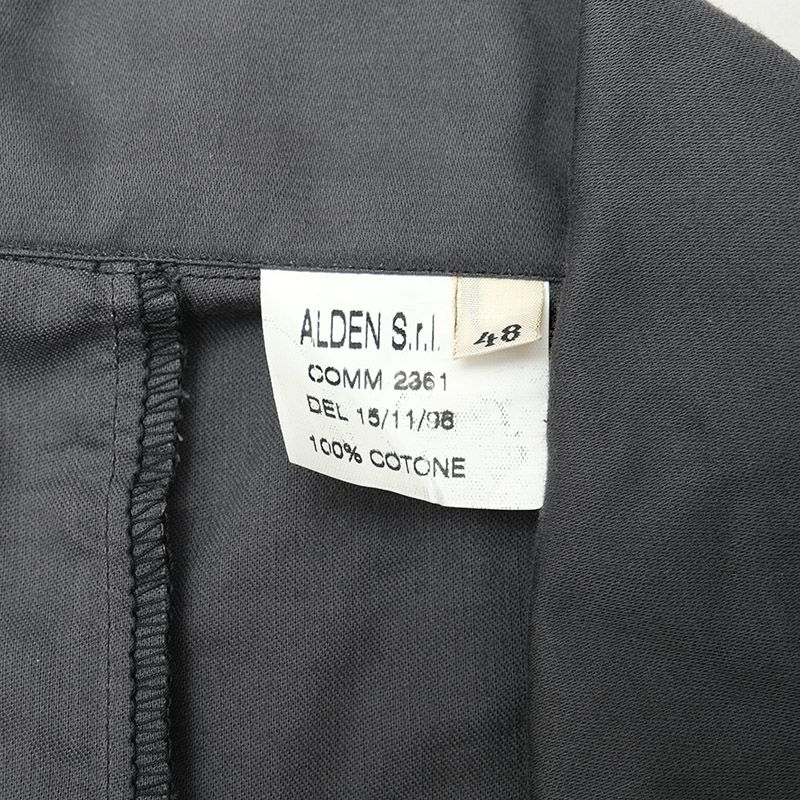 ALDEN S.r.l.
48
COMM 2361
DEL 15/11/96
100% COTONE